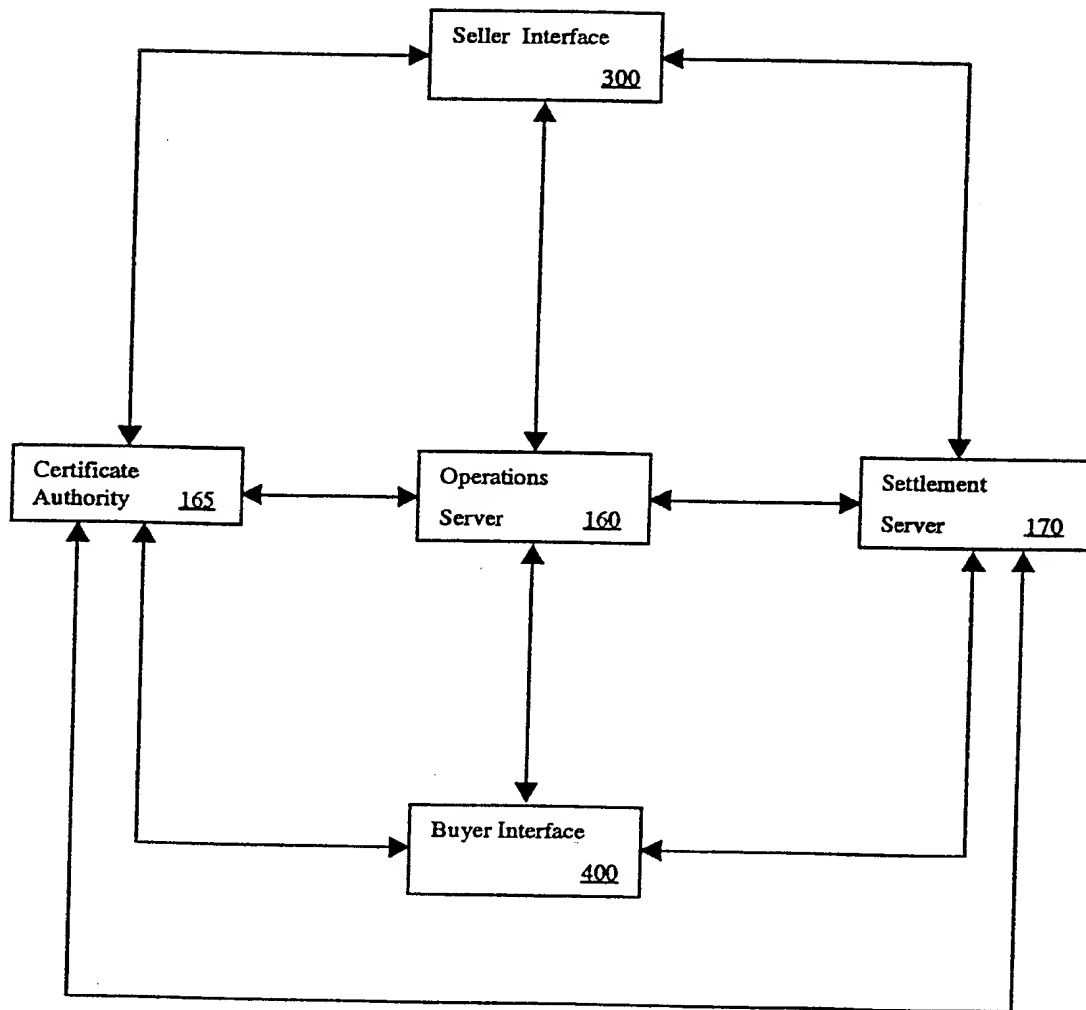 Seller Interface
300
Certificate
Authority 165
Operations
Server 160
Settlement
Server 170
Buyer Interface
400